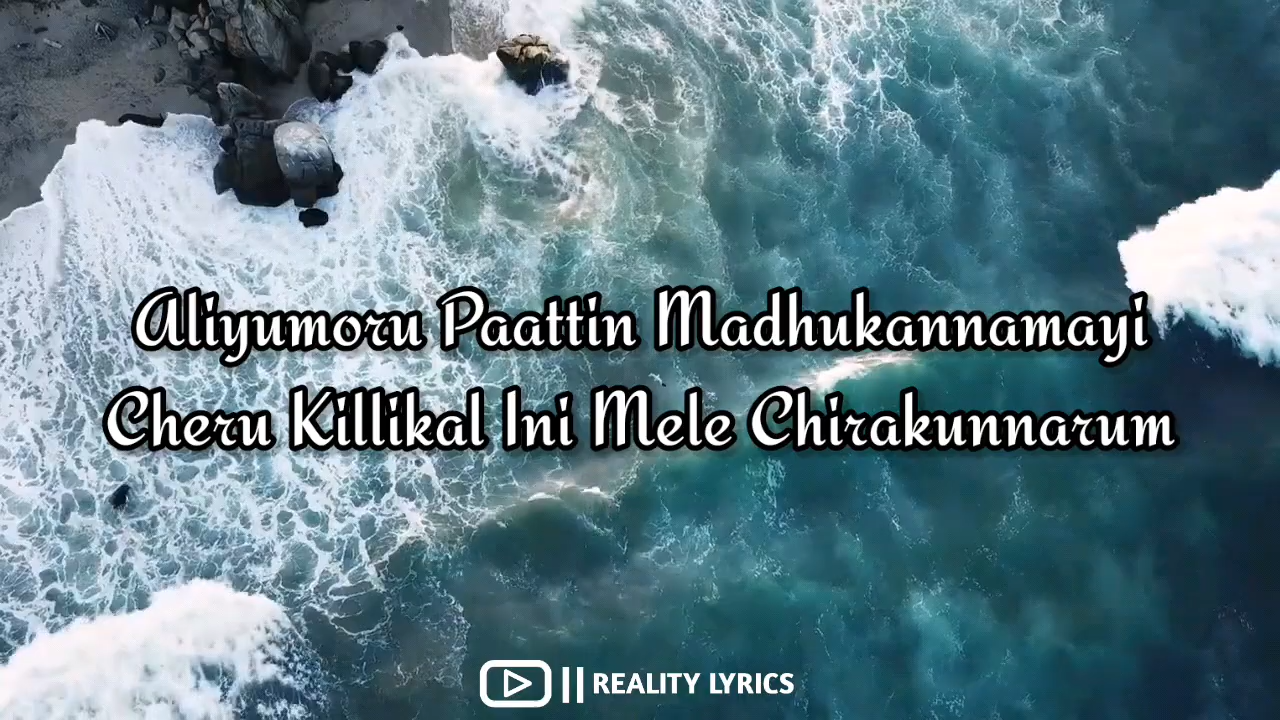 Aliyumoru Paattin Madhukannamayi
Cheru Killikal Ini Mele Chirakunnarum
|| REALITY LYRICS